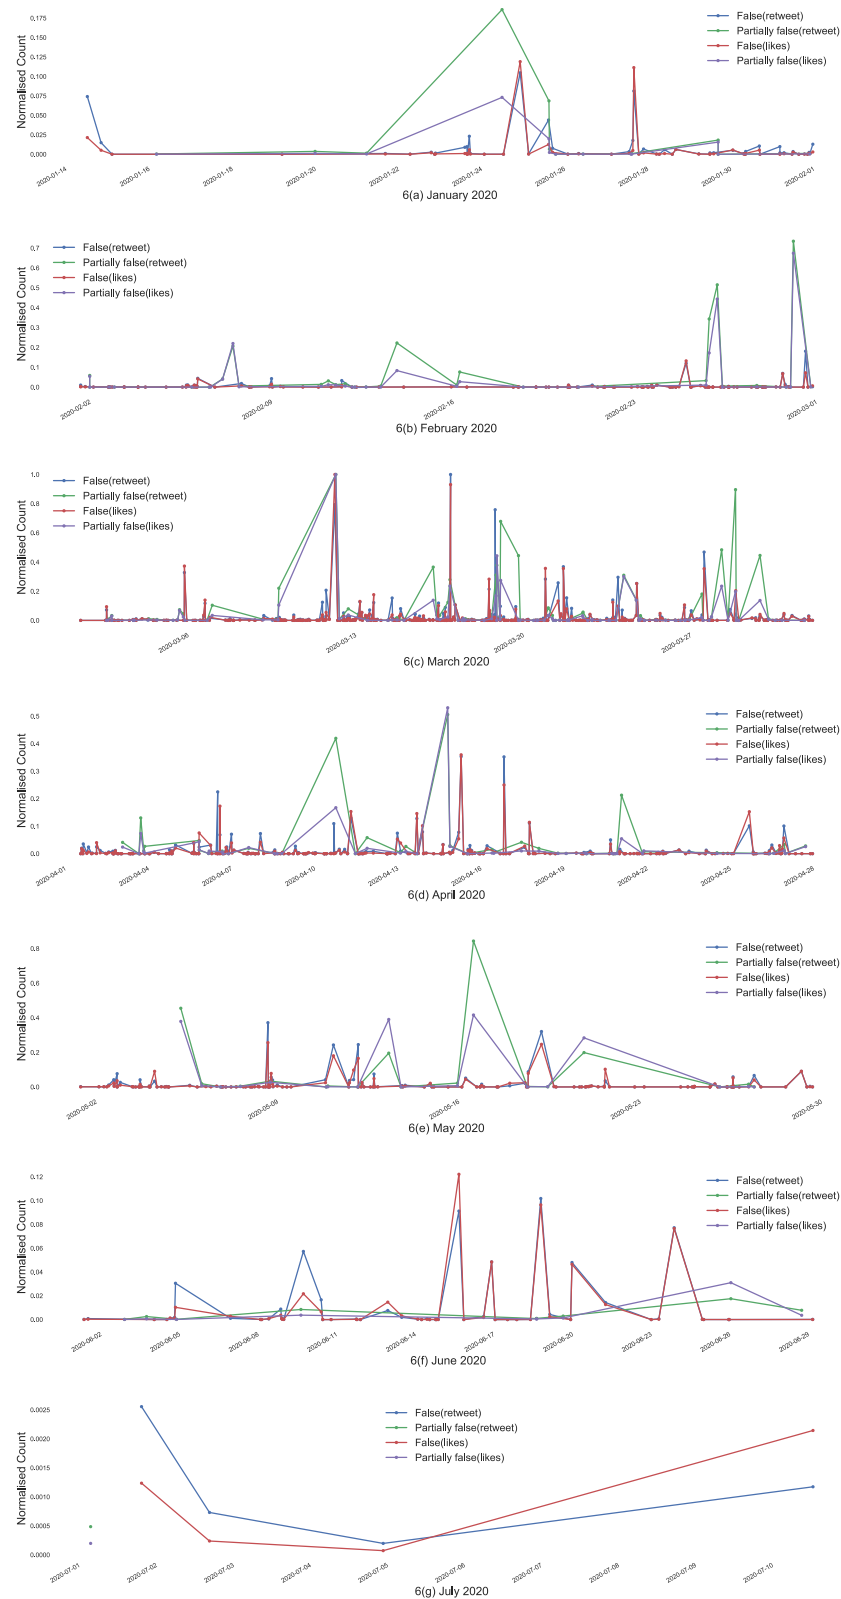 Normalised Count
0.175
0.150
0.125
0.100
0.075
0.050
0.025
0.000
False(retweet)
Partially false(retweet)
False(likes)
Partially false(likes)
2020-01-14 2020-01-16 2020-01-18 2020-01-20 2020-01-22 2020-01-24 2020-01-26 2020-01-28 2020-01-30 2020-02-01
6(a) January 2020
Normalised Count
0.7
0.6
0.5
0.4
0.3
0.2
0.1
0.0
False(retweet)
Partially false(retweet)
False(likes)
Partially false(likes)
2020-02-02 2020-02-09 2020-02-16 2020-02-23 2020-03-01
6(b) February 2020
Normalised Count
1.0
0.8
0.6
0.4
0.2
0.0
False(retweet)
Partially false(retweet)
False(likes)
Partially false(likes)
2020-03-06 2020-03-13 2020-03-20 2020-03-27
6(c) March 2020
Normalised Count
0.5
0.4
0.3
0.2
0.1
0.0
False(retweet)
Partially false(retweet)
False(likes)
Partially false(likes)
2020-04-01 2020-04-04 2020-04-07 2020-04-10 2020-04-13 2020-04-16 2020-04-19 2020-04-22 2020-04-25 2020-04-28
6(d) April 2020
Normalised Count
0.8
0.6
0.4
0.2
0.0
False(retweet)
Partially false(retweet)
False(likes)
Partially false(likes)
2020-05-02 2020-05-09 2020-05-16 2020-05-23 2020-05-30
6(e) May 2020
Normalised Count
0.12
0.10
0.08
0.06
0.04
0.02
0.00
False(retweet)
Partially false(retweet)
False(likes)
Partially false(likes)
2020-06-02 2020-06-05 2020-06-08 2020-06-11 2020-06-14 2020-06-17 2020-06-20 2020-06-23 2020-06-26 2020-06-29
6(f) June 2020
Normalised Count
0.0025
0.0020
0.0015
0.0010
0.0005
0.0000
False(retweet)
Partially false(retweet)
False(likes)
Partially false(likes)
2020-07-01 2020-07-02 2020-07-03 2020-07-04 2020-07-05 2020-07-06 2020-07-07 2020-07-08 2020-07-09 2020-07-10
6(g) July 2020